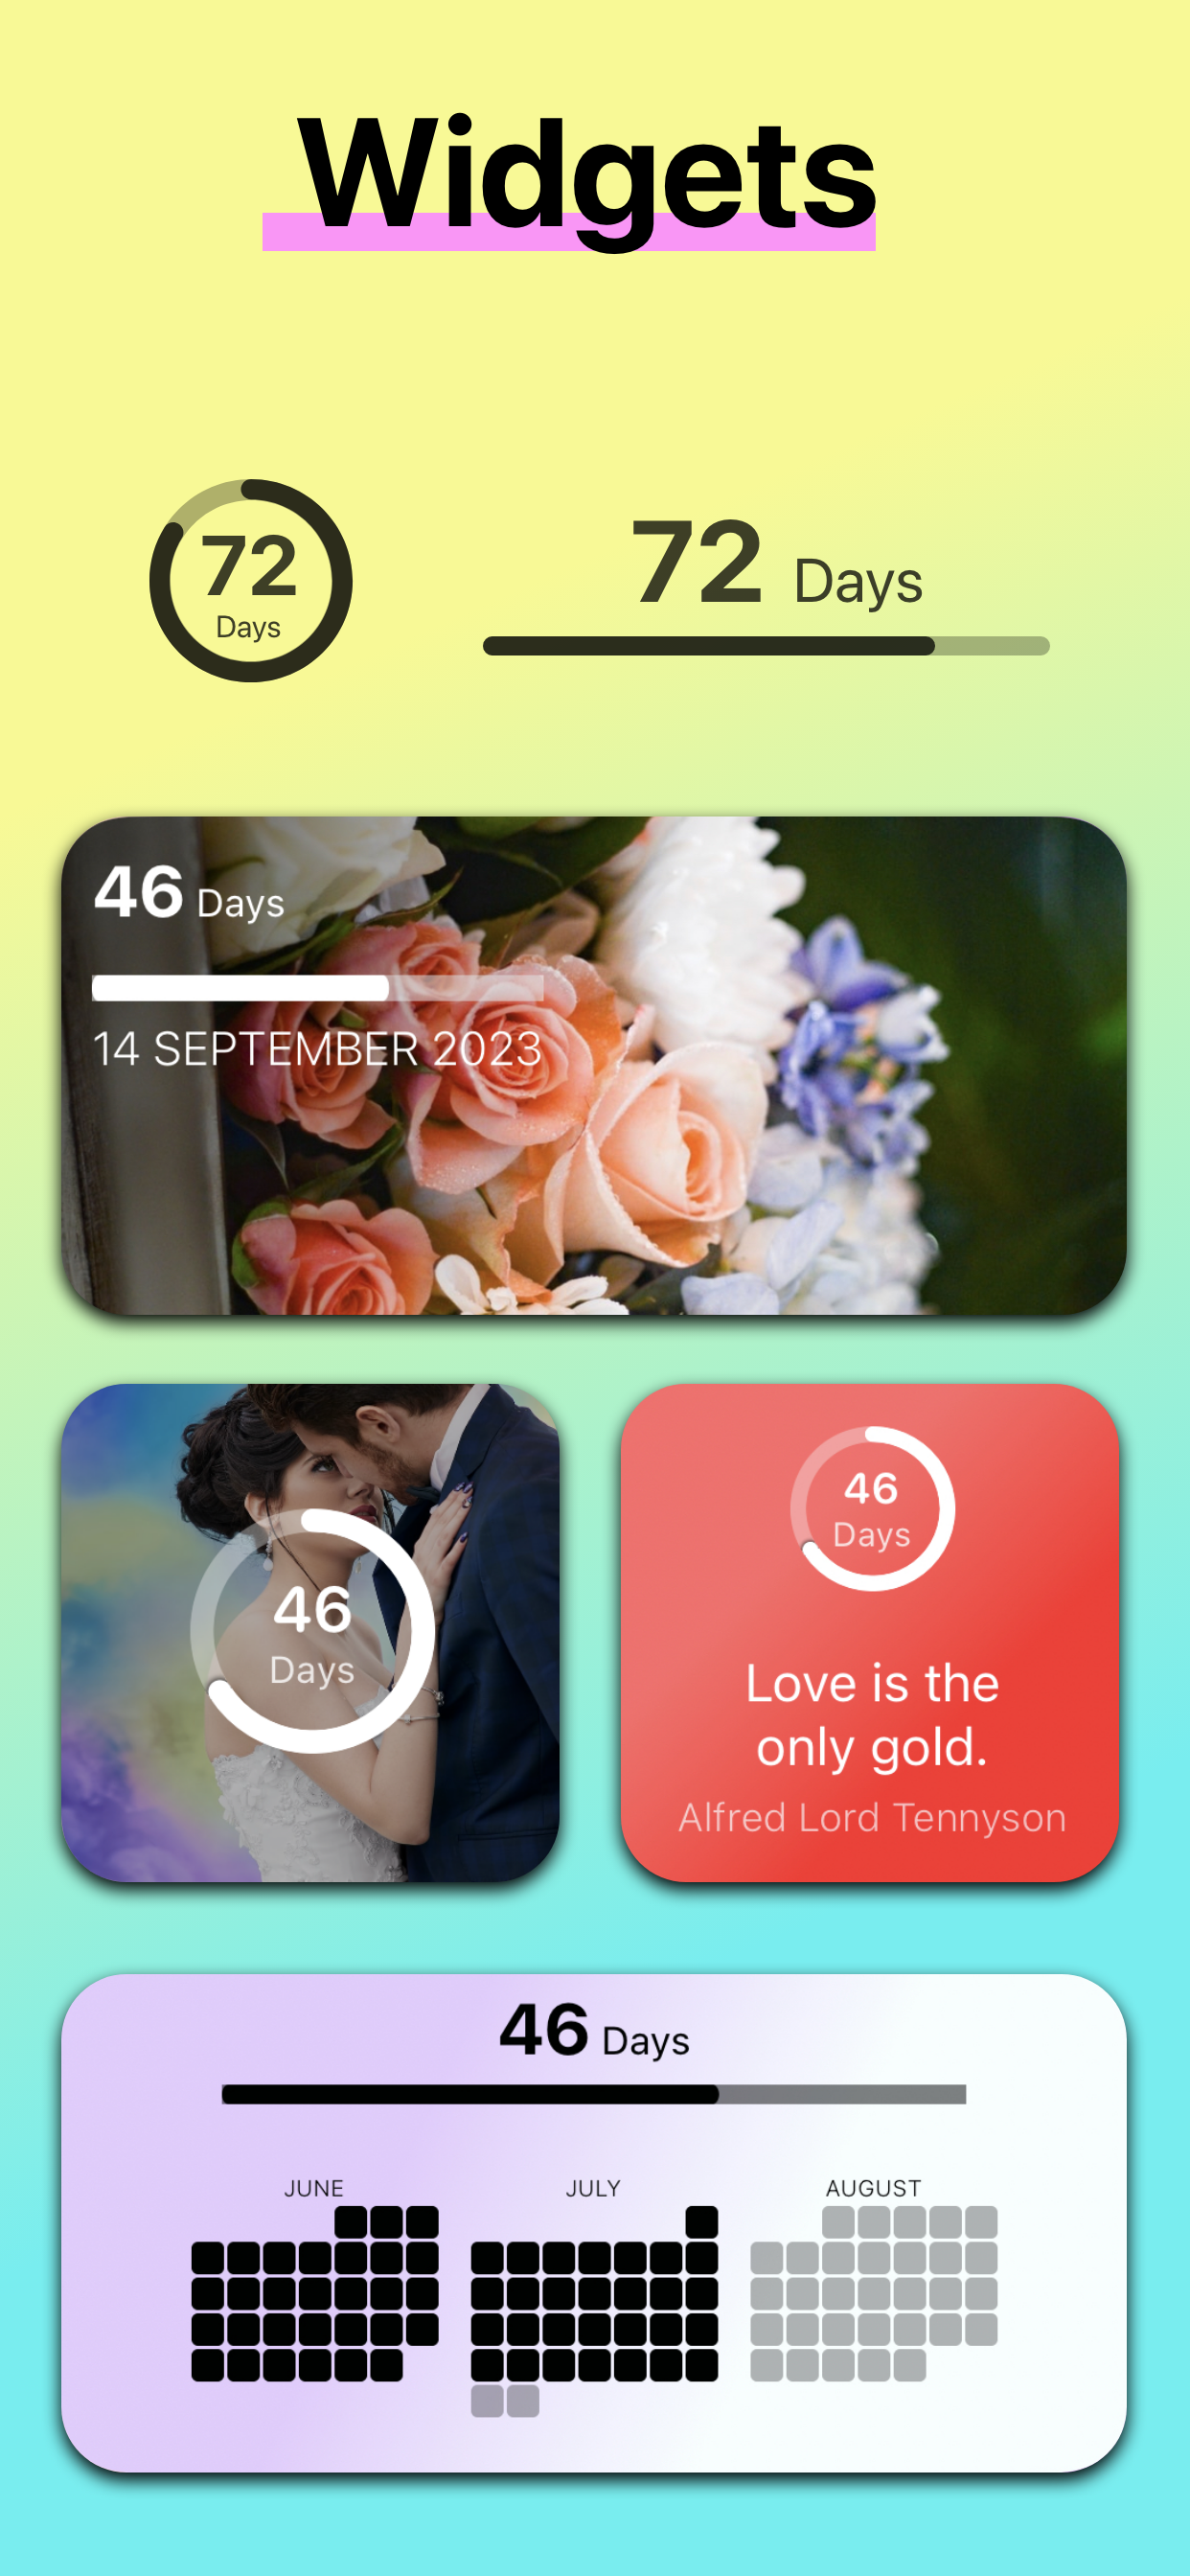 Widgets
72
Days
72 Days
46 Days
14 SEPTEMBER 2023
46
Days
46
Days
Love is the
only gold.
Alfred Lord Tennyson
46 Days
JUNE JULY AUGUST